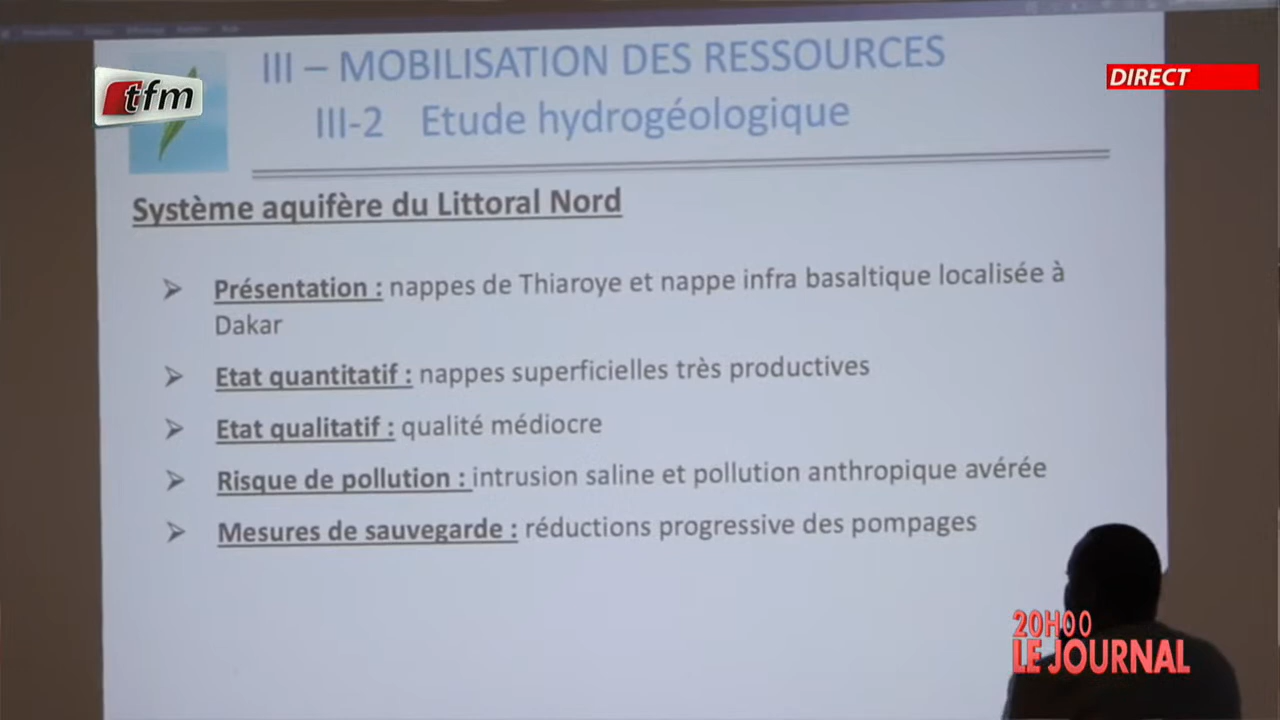 tfm
DIRECT
III – MOBILISATION DES RESSOURCES
III-2 Etude hydrogéologique
Système aquifère du Littoral Nord
➢ Présentation : nappes de Thiaroye et nappe infra basaltique localisée à
Dakar
➢ Etat quantitatif : nappes superficielles très productives
➢ Etat qualitatif : qualité médiocre
➢ Risque de pollution : intrusion saline et pollution anthropique avérée
➢ Mesures de sauvegarde : réductions progressive des pompages
20H00
LE JOURNAL